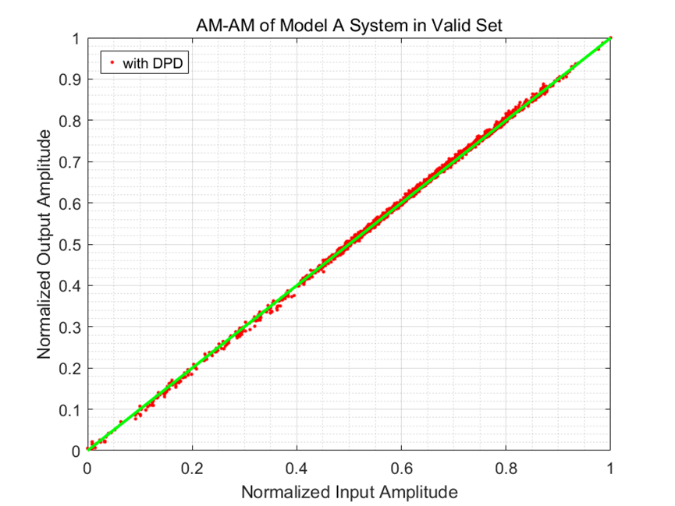 AM-AM of Model A System in Valid Set
with DPD
Normalized Output Amplitude
1
0.9
0.8
0.7
0.6
0.5
0.4
0.3
0.2
0.1
0
0 0.2 0.4 0.6 0.8 1
Normalized Input Amplitude